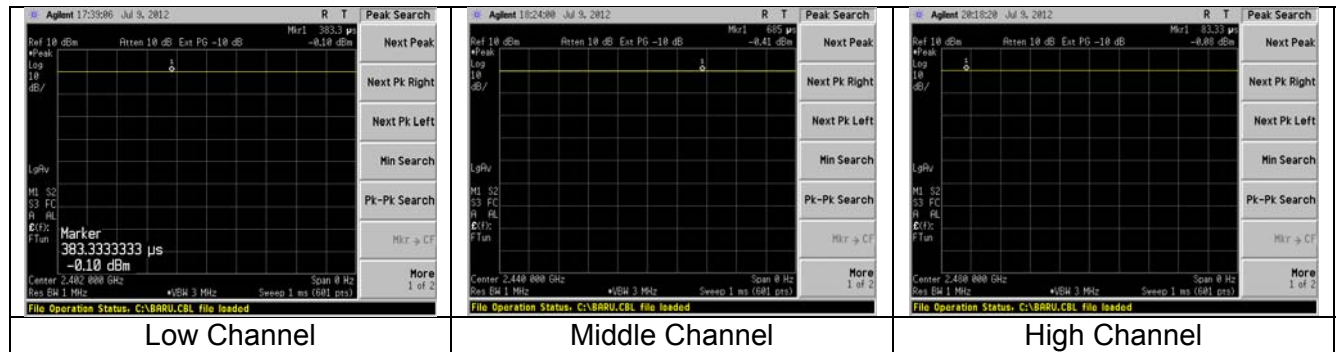 Agilent 17:39:06 Jul 9, 2012 R T Peak Search
Mkr1 383.3 µs
Ref 10 dBm Atten 10 dB Ext PG -10 dB -0.10 dBm
#Peak
Log
10
dB/
1
LgAv
M1 S2
S3 FC
A AL
£(f):
FTun
Marker
383.3333333 µs
-0.10 dBm
Center 2.402 000 GHz Span 0 Hz
Res BW 1 MHz #VBW 3 MHz Sweep 1 ms (601 pts)
File Operation Status, C:\BARU.CBL file loaded
Next Peak
Next Pk Right
Next Pk Left
Min Search
Pk-Pk Search
Mkr → CF
More
1 of 2
Low Channel
Agilent 18:24:00 Jul 9, 2012 R T Peak Search
Mkr1 685 µs
Ref 10 dBm Atten 10 dB Ext PG -10 dB -0.41 dBm
#Peak
Log
10
dB/
1
LgAv
M1 S2
S3 FC
A AL
£(f):
FTun
Center 2.440 000 GHz Span 0 Hz
Res BW 1 MHz #VBW 3 MHz Sweep 1 ms (601 pts)
File Operation Status, C:\BARU.CBL file loaded
Next Peak
Next Pk Right
Next Pk Left
Min Search
Pk-Pk Search
Mkr → CF
More
1 of 2
Middle Channel
Agilent 20:18:20 Jul 9, 2012 R T Peak Search
Mkr1 83.33 µs
Ref 10 dBm Atten 10 dB Ext PG -10 dB -0.08 dBm
#Peak
Log
10
dB/
1
LgAv
M1 S2
S3 FC
A AL
£(f):
FTun
Center 2.480 000 GHz Span 0 Hz
Res BW 1 MHz #VBW 3 MHz Sweep 1 ms (601 pts)
File Operation Status, C:\BARU.CBL file loaded
Next Peak
Next Pk Right
Next Pk Left
Min Search
Pk-Pk Search
Mkr → CF
More
1 of 2
High Channel